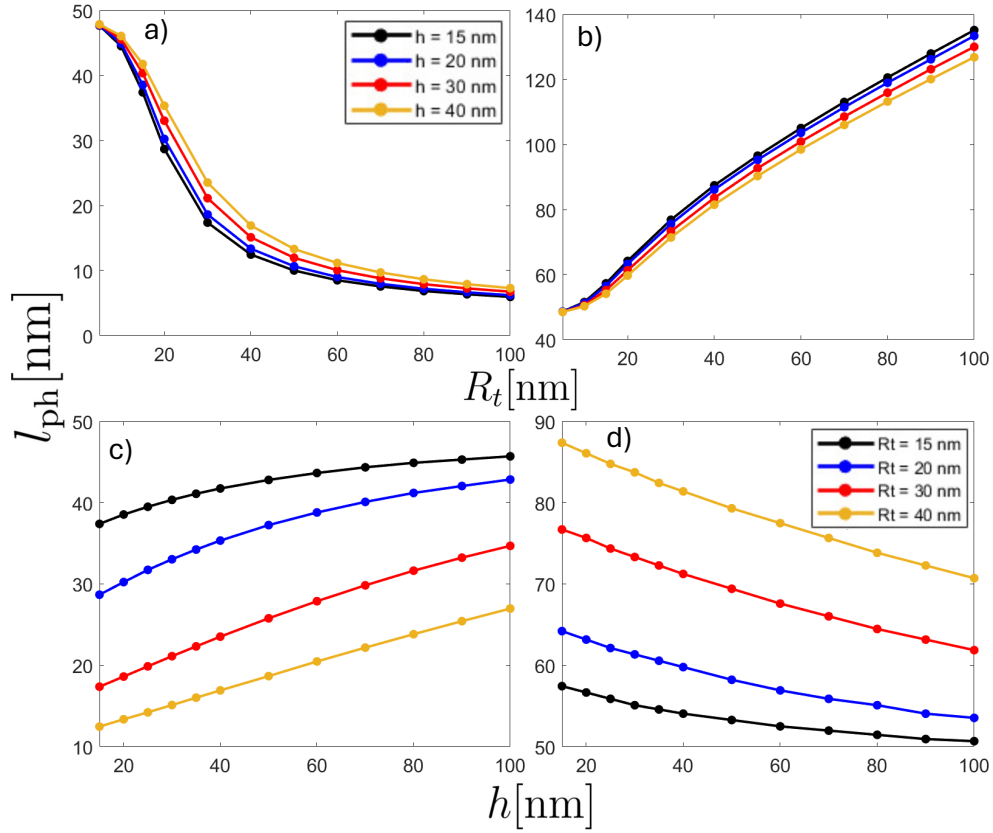 50
40
30
20
10
0
a)
h = 15 nm
h = 20 nm
h = 30 nm
h = 40 nm
20 40 60 80 100
140
120
100
80
60
40
b)
20 40 60 80 100
R_t[nm]
l_ph[nm]
50
40
30
20
10
c)
20 40 60 80 100
90
80
70
60
50
d)
Rt = 15 nm
Rt = 20 nm
Rt = 30 nm
Rt = 40 nm
20 40 60 80 100
h[nm]